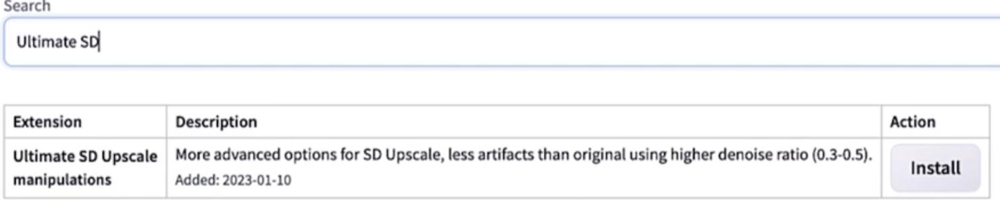 Search
Ultimate SD
Extension Description Action
Ultimate SD Upscale More advanced options for SD Upscale, less artifacts than original using higher denoise ratio (0.3-0.5). Install
manipulations Added: 2023-01-10